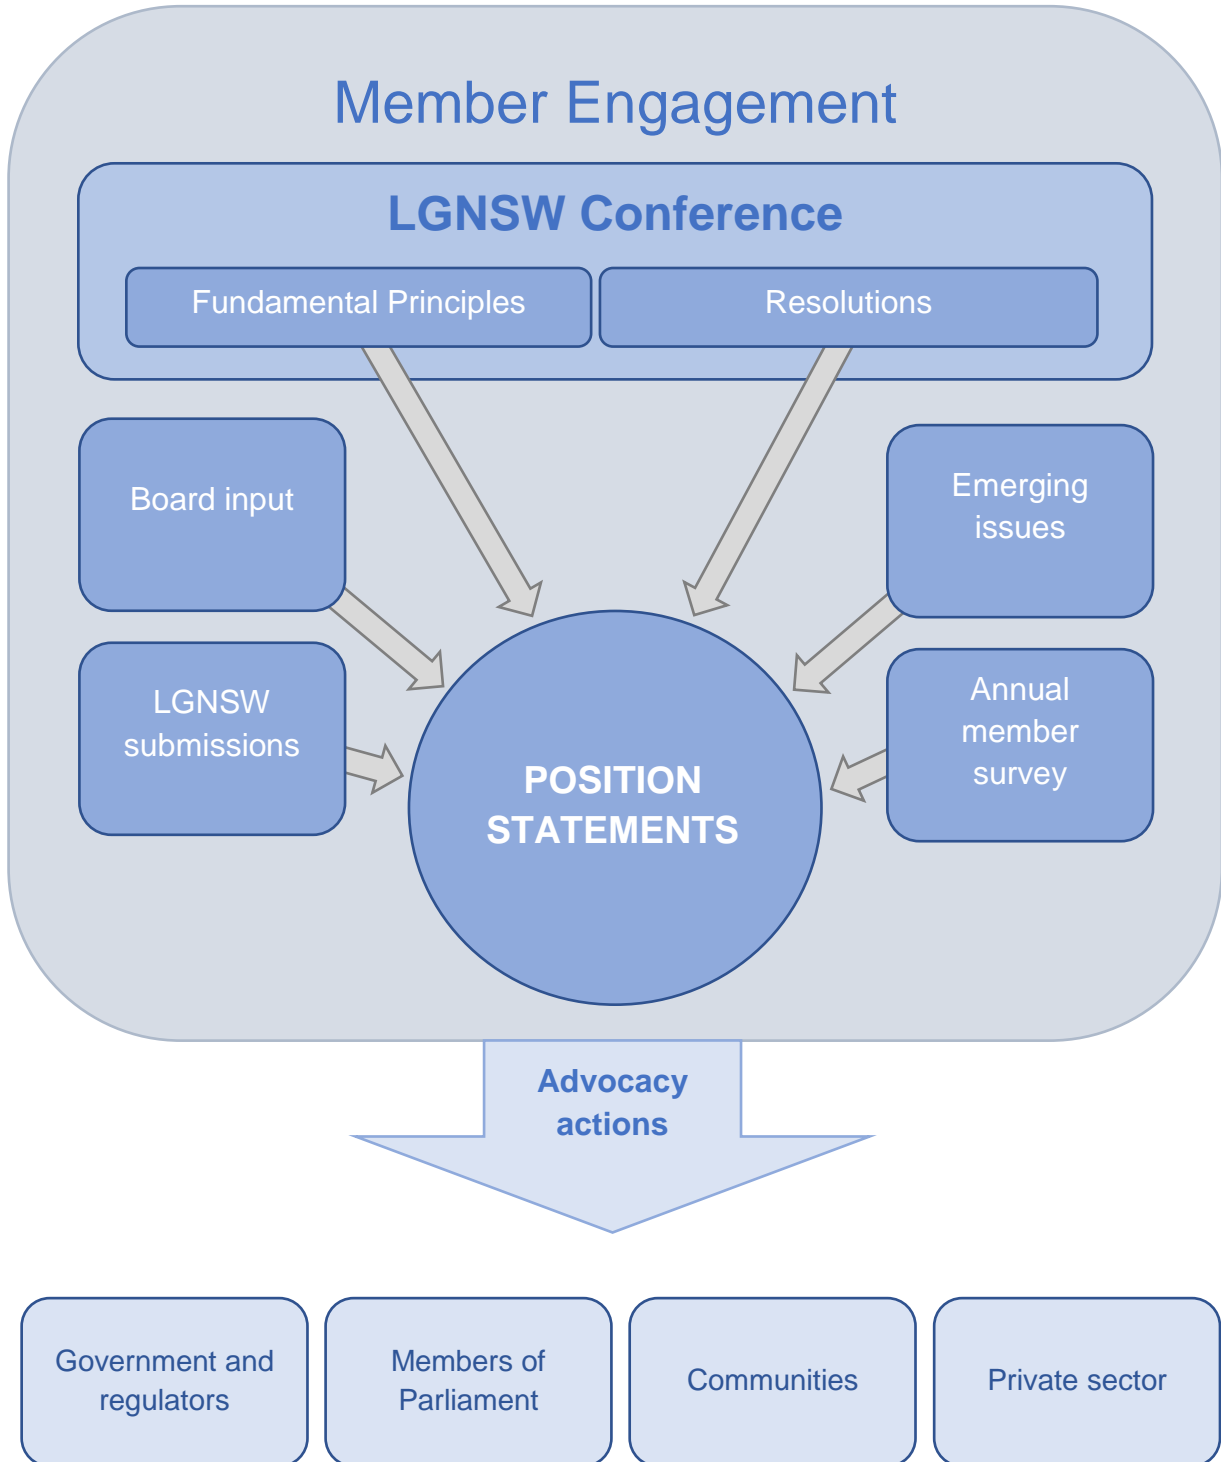 Member Engagement
LGNSW Conference
Fundamental Principles
Resolutions
Board input
Emerging
issues
LGNSW
submissions
Annual
member
survey
POSITION
STATEMENTS
Advocacy
actions
Government and
regulators
Members of
Parliament
Communities
Private sector